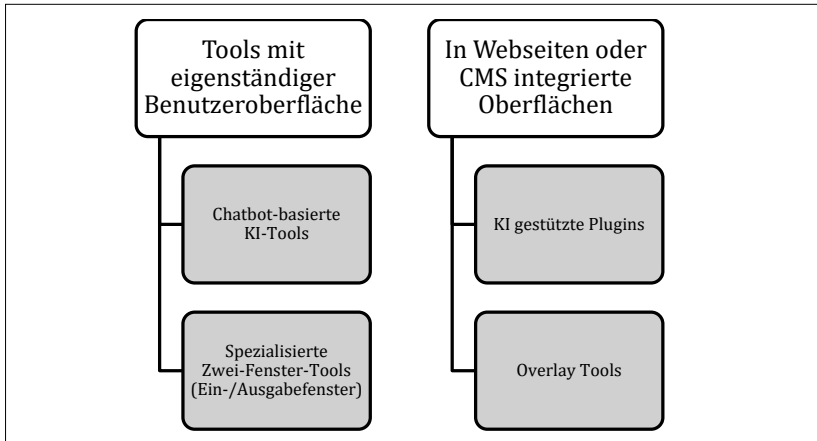 Tools mit
eigenständiger
Benutzeroberfläche
Chatbot-basierte
KI-Tools
Spezialisierte
Zwei-Fenster-Tools
(Ein-/Ausgabefenster)
In Webseiten oder
CMS integrierte
Oberflächen
KI gestützte Plugins
Overlay Tools